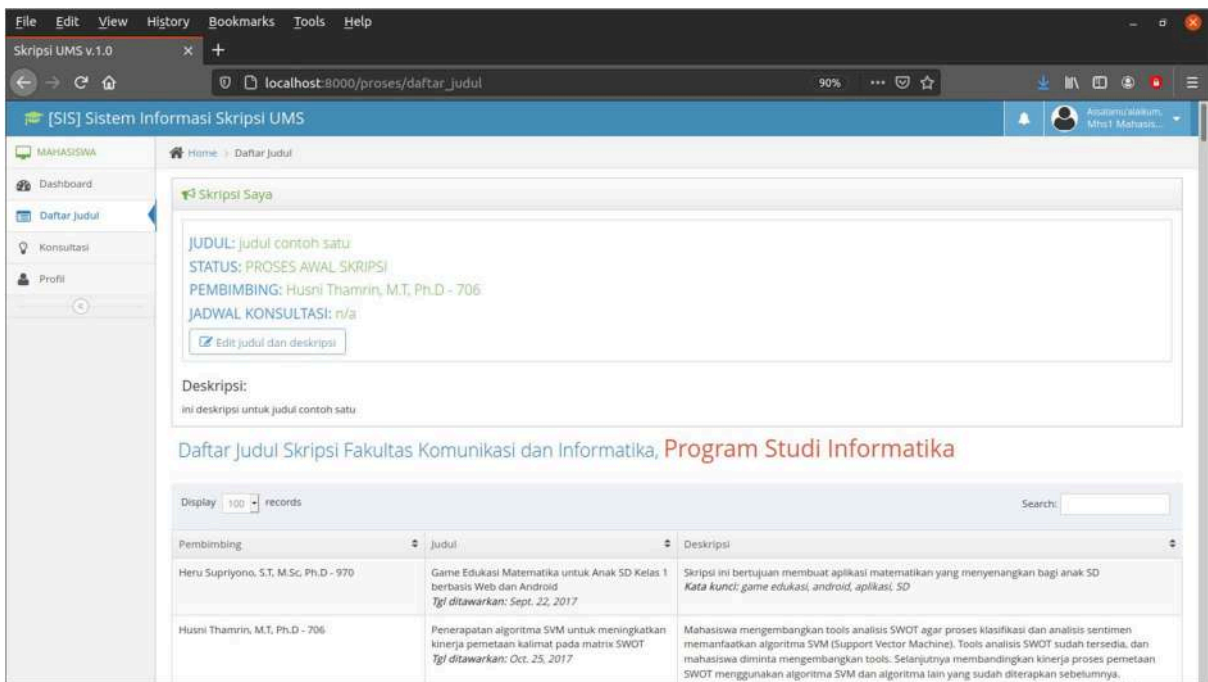 File Edit View History Bookmarks Tools Help
Skripsi UMS v.1.0
localhost:8000/proses/daftar_judul 90%
[SIS] Sistem Informasi Skripsi UMS
Assalamu'alaikum,
Mhs1 Mahasis...
MAHASISWA
Home > Daftar Judul
Dashboard
Daftar Judul
Konsultasi
Profil
Skripsi Saya
JUDUL: judul contoh satu
STATUS: PROSES AWAL SKRIPSI
PEMBIMBING: Husni Thamrin, M.T, Ph.D - 706
JADWAL KONSULTASI: n/a
Edit judul dan deskripsi
Deskripsi:
ini deskripsi untuk judul contoh satu
Daftar Judul Skripsi Fakultas Komunikasi dan Informatika, Program Studi Informatika
Display 100 records
Search:
Pembimbing Judul Deskripsi
Heru Supriyono, S.T, M.Sc, Ph.D - 970
Game Edukasi Matematika untuk Anak SD Kelas 1
berbasis Web dan Android
Tgl ditawarkan: Sept. 22, 2017
Skripsi ini bertujuan membuat aplikasi matematikan yang menyenangkan bagi anak SD
Kata kunci: game edukasi, android, aplikasi, SD
Husni Thamrin, M.T, Ph.D - 706
Penerapatan algoritma SVM untuk meningkatkan
kinerja pemetaan kalimat pada matrix SWOT
Tgl ditawarkan: Oct. 25, 2017
Mahasiswa mengembangkan tools analisis SWOT agar proses klasifikasi dan analisis sentimen
memanfaatkan algoritma SVM (Support Vector Machine). Tools analisis SWOT sudah tersedia, dan
mahasiswa diminta mengembangkan tools. Selanjutnya membandingkan kinerja proses pemetaan
SWOT menggunakan algoritma SVM dan algoritma lain yang sudah diterapkan sebelumnya.